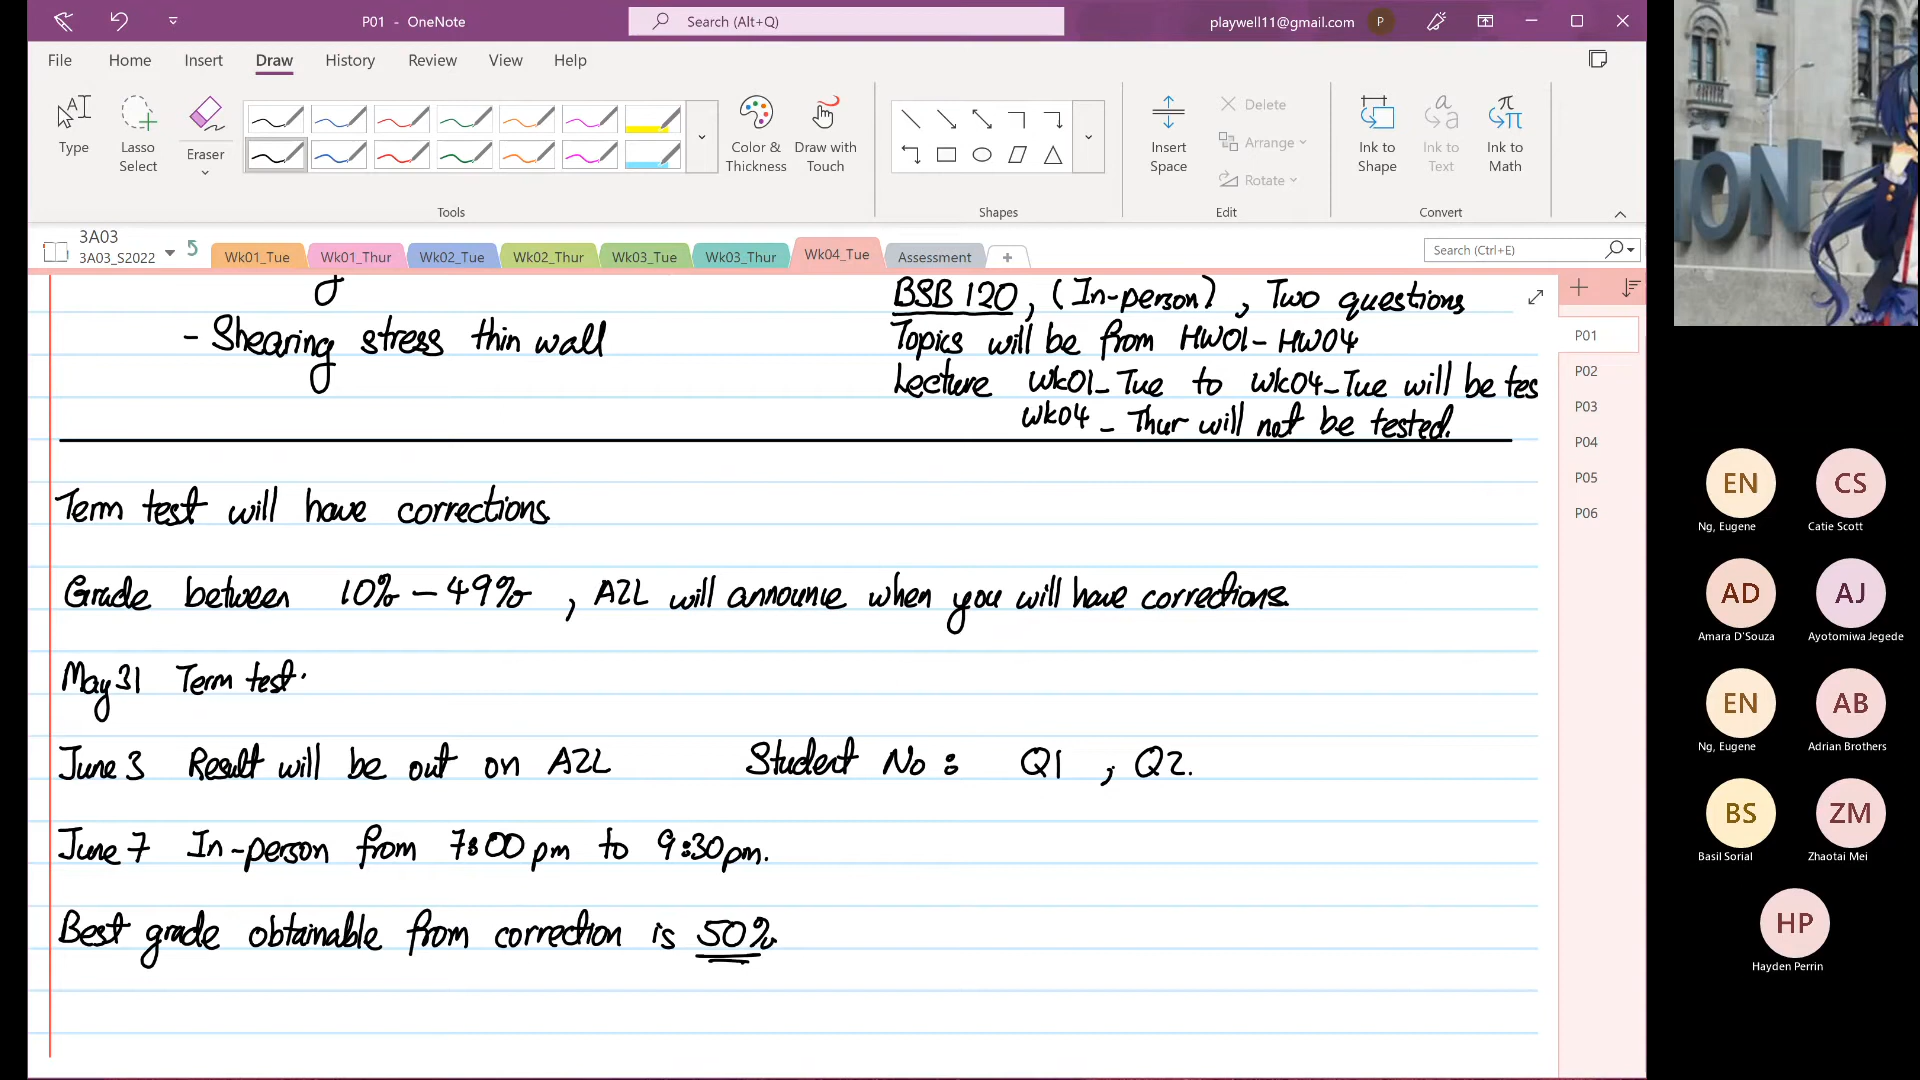 P01 - OneNote
Search (Alt+Q)
playwell11@gmail.com
P
File Home Insert Draw History Review View Help
Type
Lasso Select
Eraser
Color & Thickness
Draw with Touch
Insert Space
Delete
Arrange
Rotate
Ink to Shape
Ink to Text
Ink to Math
Tools
Shapes
Edit
Convert
3A03
3A03_S2022
Wk01_Tue Wk01_Thur Wk02_Tue Wk02_Thur Wk03_Tue Wk03_Thur Wk04_Tue Assessment
Search (Ctrl+E)
BSB 120, (In-person), Two questions
- Shearing stress thin wall
Topics will be from HW01-HW04
Lecture Wk01_Tue to Wk04_Tue will be tes
Wk04_Thur will not be tested.
Term test will have corrections
Grade between 10% - 49%, A2L will announce when you will have corrections.
May 31 Term test.
June 3 Result will be out on A2L Student No: Q1, Q2.
June 7 In-person from 7:00 pm to 9:30 pm.
Best grade obtainable from correction is 50%
P01
P02
P03
P04
P05
P06
ION
EN
Ng, Eugene
CS
Catie Scott
AD
Amara D'Souza
AJ
Ayotomiwa Jegede
EN
Ng, Eugene
AB
Adrian Brothers
BS
Basil Sorial
ZM
Zhaotai Mei
HP
Hayden Perrin